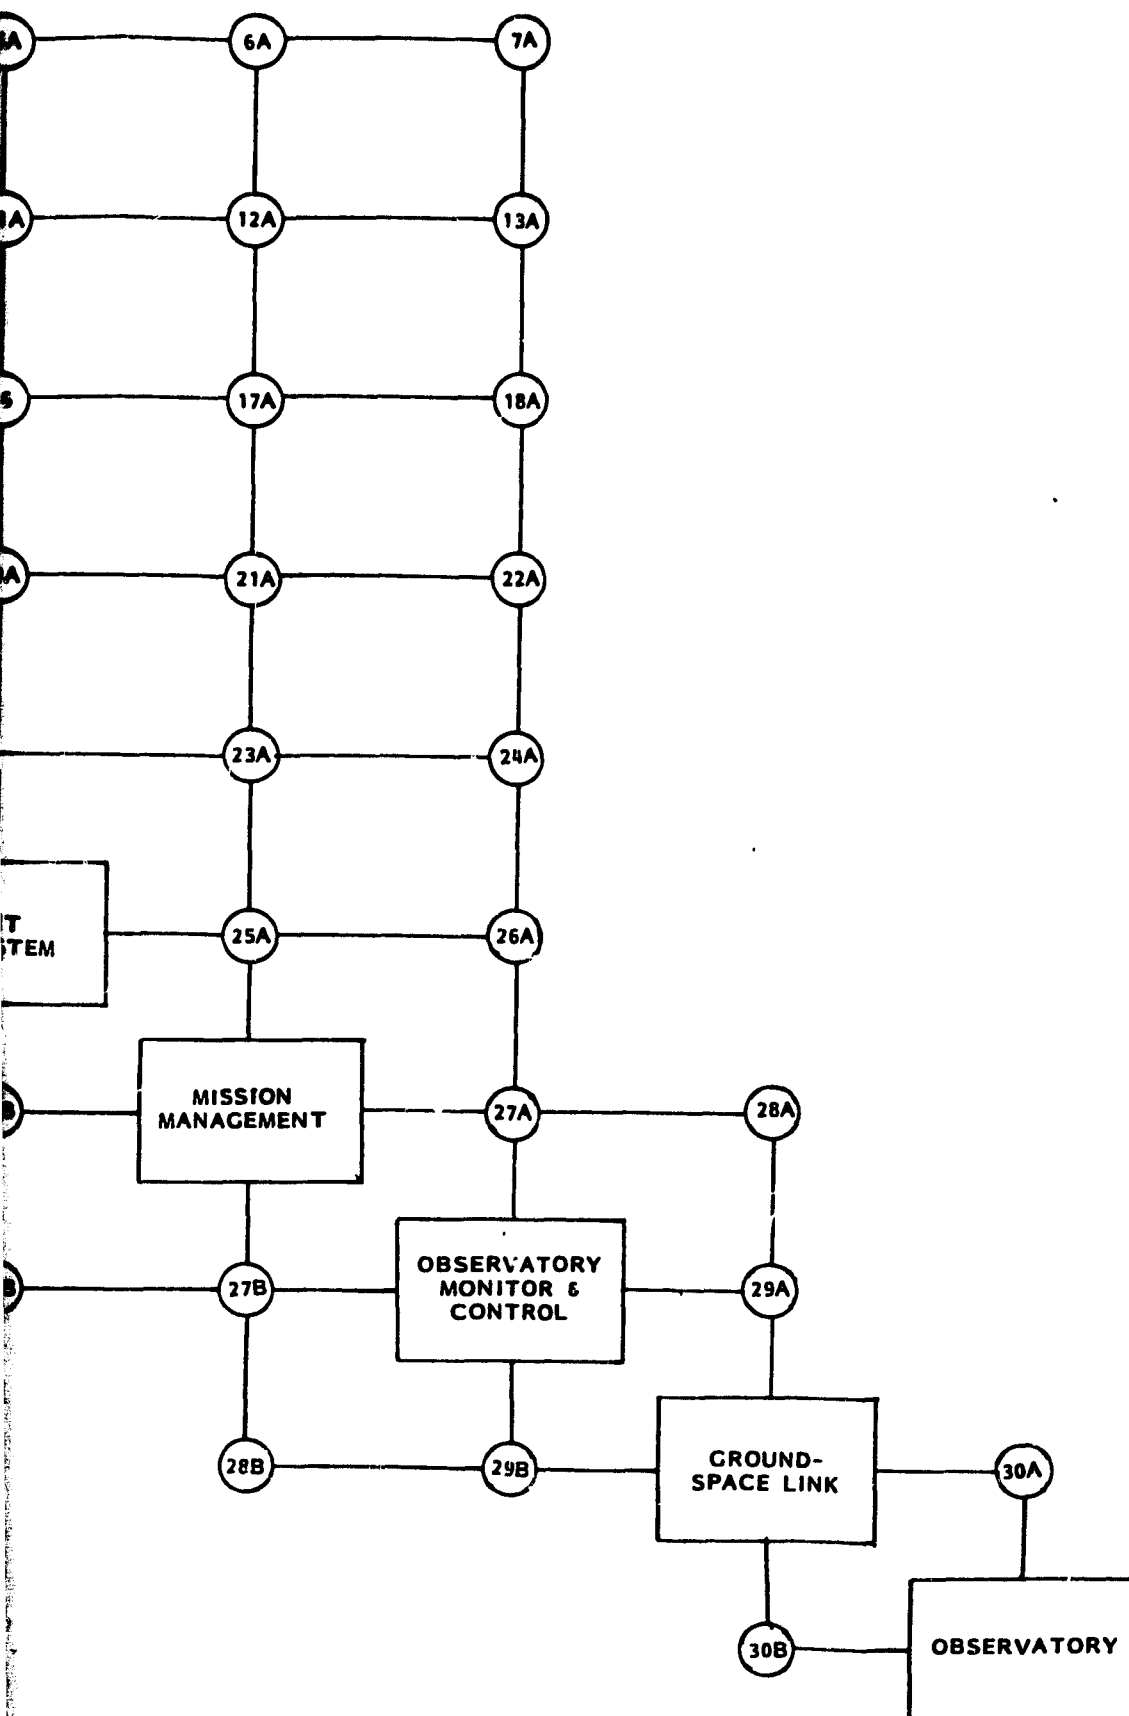 6A
7A
12A
13A
17A
18A
21A
22A
23A
24A
25A
26A
MISSION
MANAGEMENT
27A
28A
27B
OBSERVATORY
MONITOR &
CONTROL
29A
28B
29B
GROUND-
SPACE LINK
30A
30B
OBSERVATORY